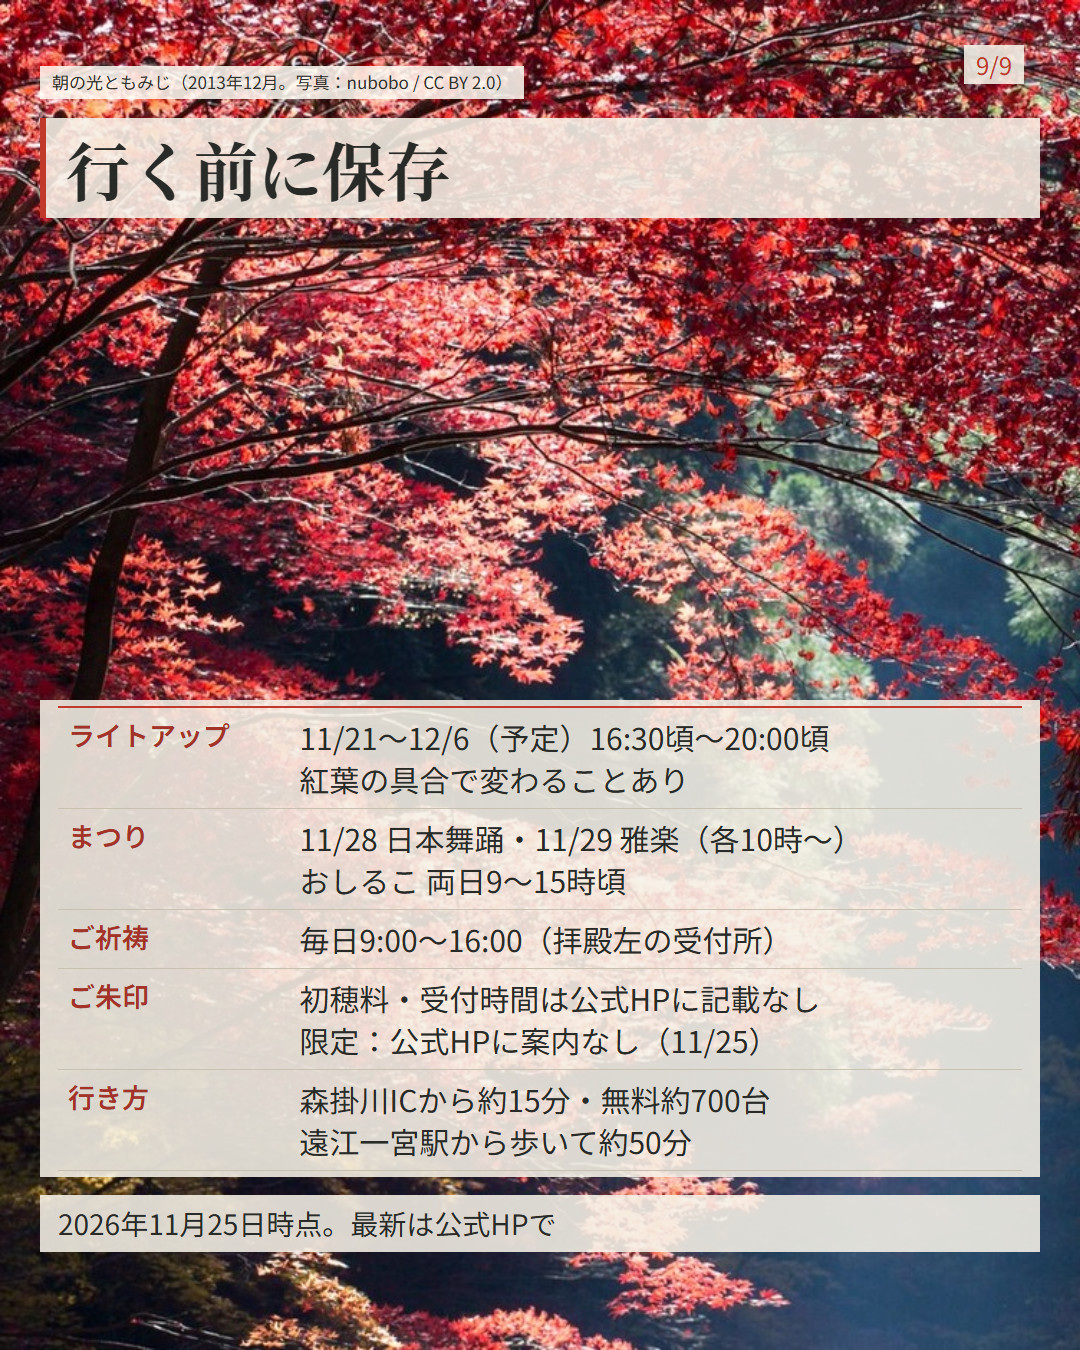 朝の光ともみじ（2013年12月。写真：nubobo / CC BY 2.0）
9/9
行く前に保存
ライトアップ
11/21〜12/6（予定）16:30頃〜20:00頃
紅葉の具合で変わることあり
まつり
11/28 日本舞踊・11/29 雅楽（各10時〜）
おしるこ 両日9〜15時頃
ご祈祷
毎日9:00〜16:00（拝殿左の受付所）
ご朱印
初穂料・受付時間は公式HPに記載なし
限定：公式HPに案内なし（11/25）
行き方
森掛川ICから約15分・無料約700台
遠江一宮駅から歩いて約50分
2026年11月25日時点。最新は公式HPで